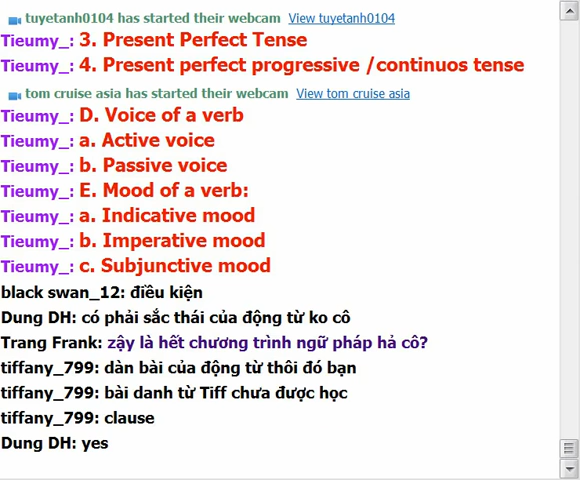 tuyetanh0104 has started their webcam View tuyetanh0104
Tieumy_: 3. Present Perfect Tense
Tieumy_: 4. Present perfect progressive /continuos tense
tom cruise asia has started their webcam View tom cruise asia
Tieumy_: D. Voice of a verb
Tieumy_: a. Active voice
Tieumy_: b. Passive voice
Tieumy_: E. Mood of a verb:
Tieumy_: a. Indicative mood
Tieumy_: b. Imperative mood
Tieumy_: c. Subjunctive mood
black swan_12: điều kiện
Dung DH: có phải sắc thái của động từ ko cô
Trang Frank: zậy là hết chương trình ngữ pháp hả cô?
tiffany_799: dàn bài của động từ thôi đó bạn
tiffany_799: bài danh từ Tiff chưa được học
tiffany_799: clause
Dung DH: yes